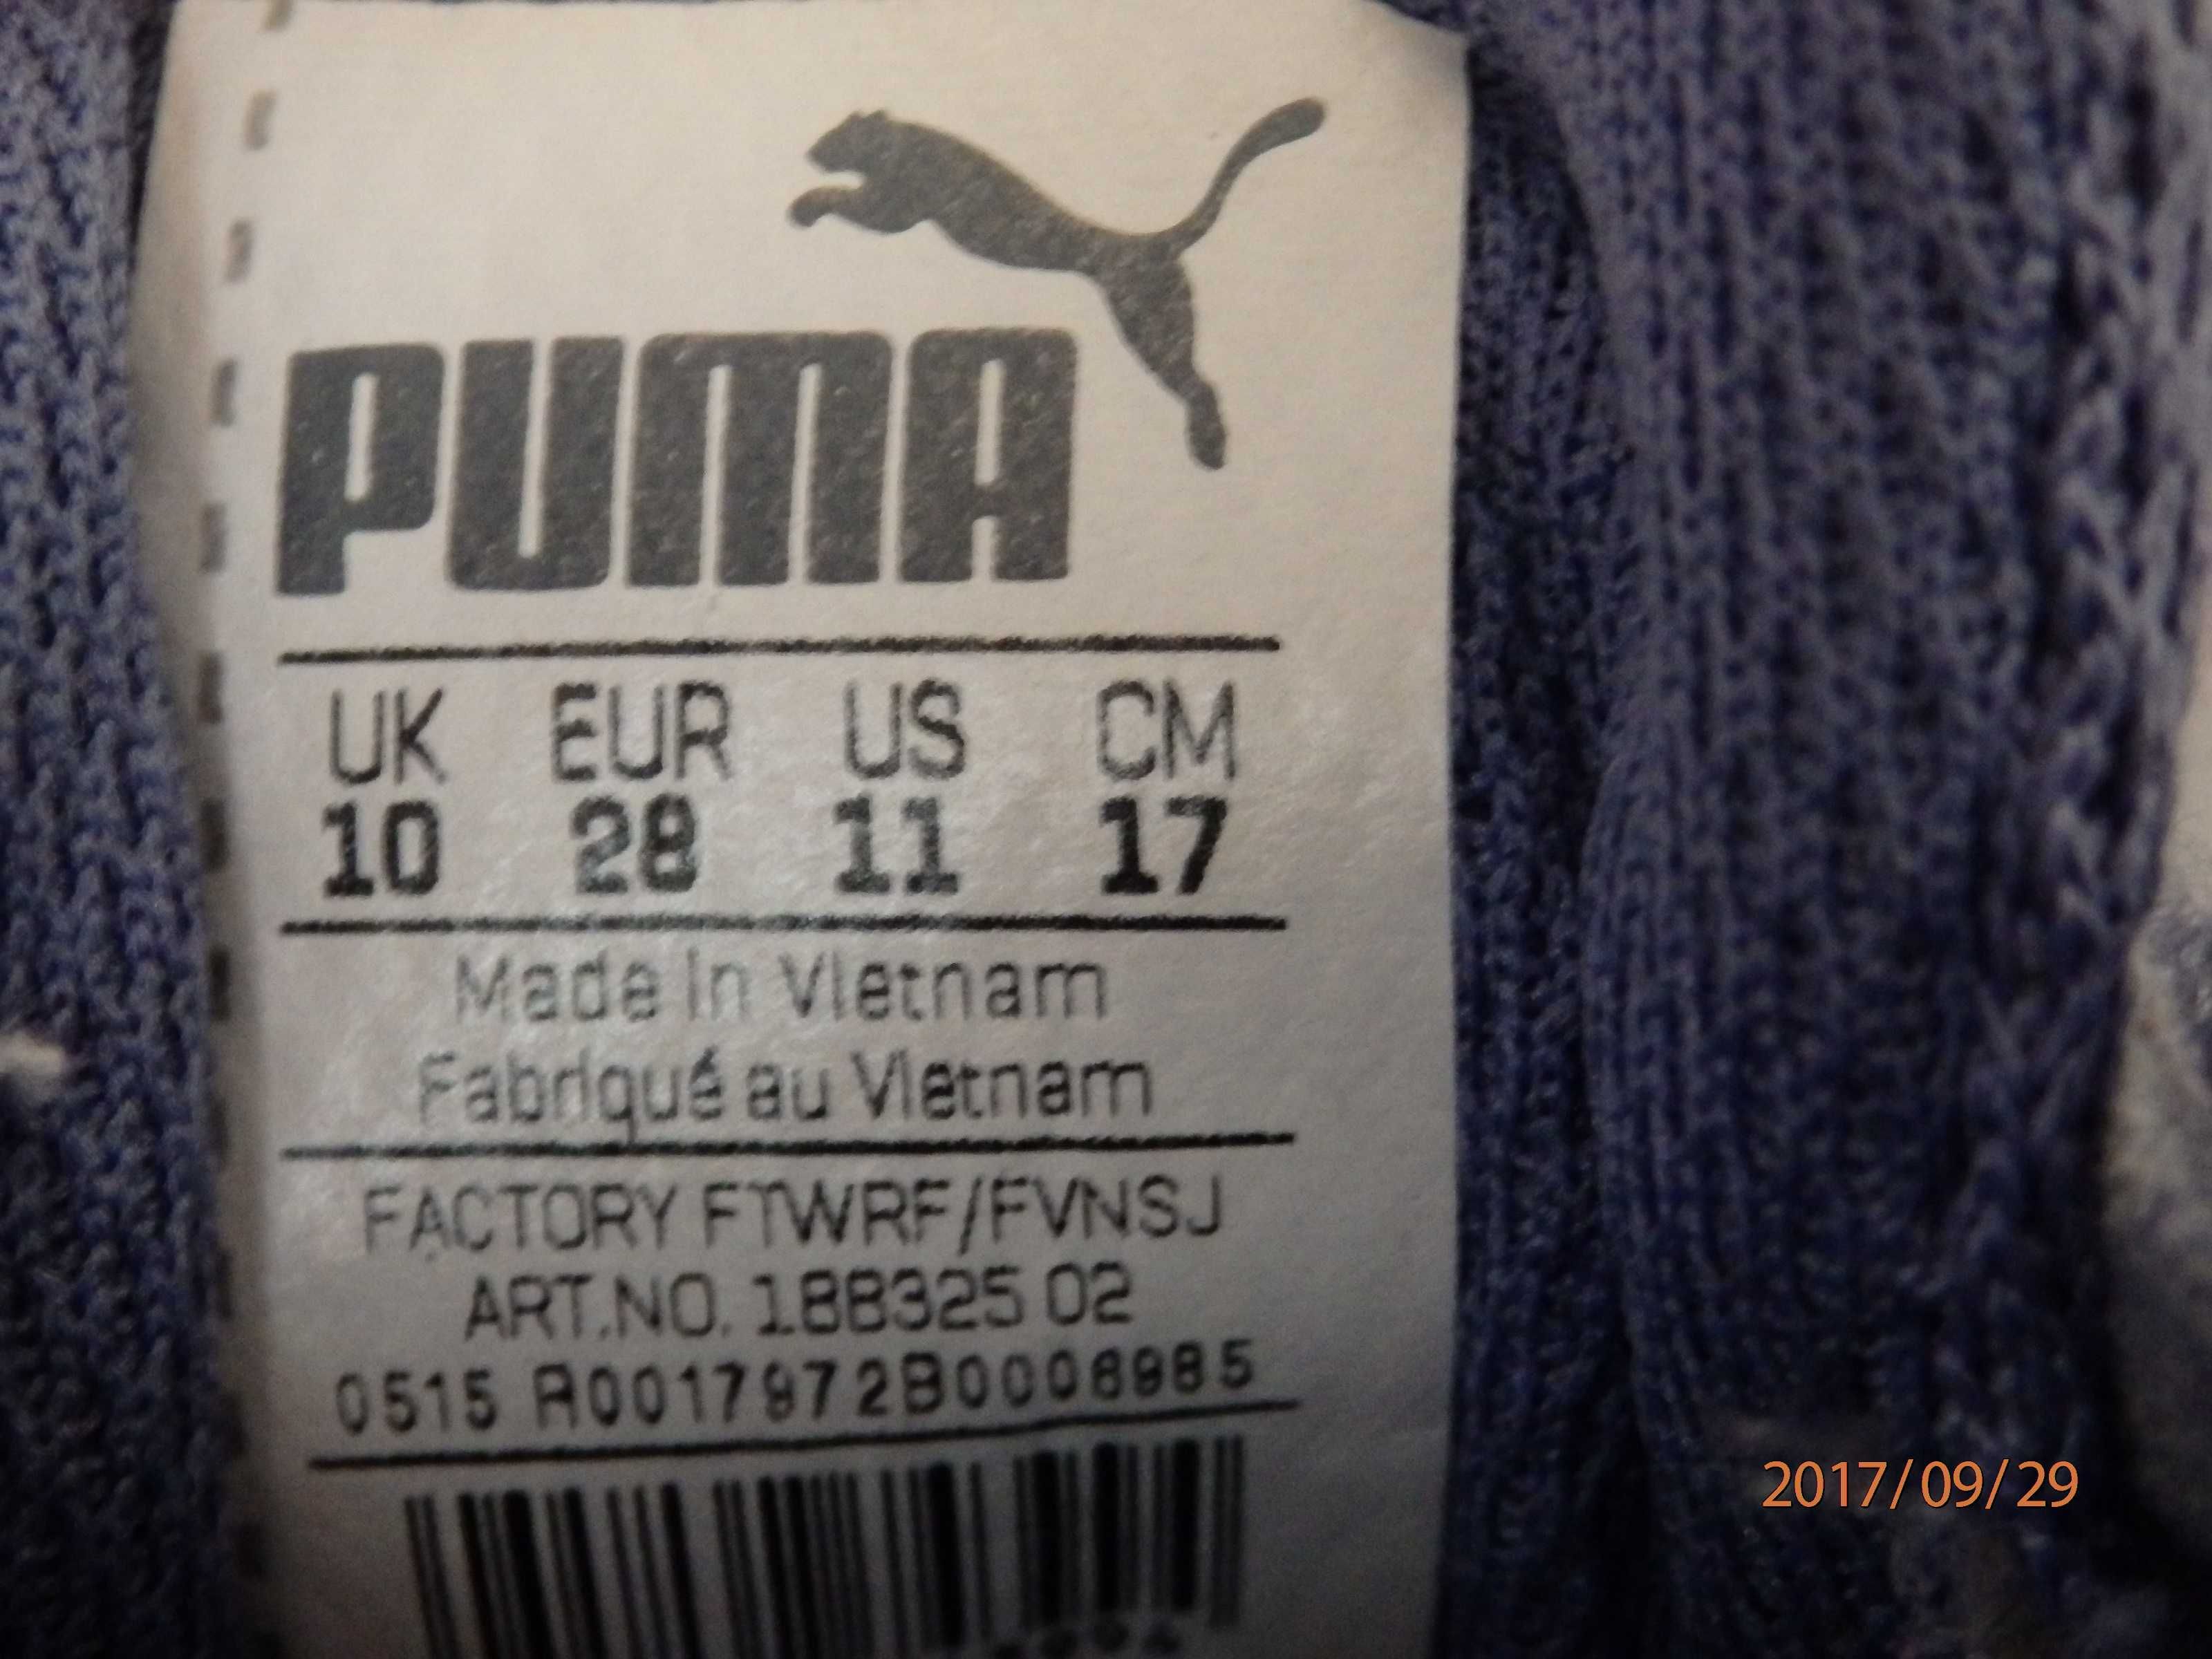 PUMA
UK EUR US CM
10 28 11 17
Made in Vietnam
Fabriqué au Vietnam
FACTORY FTWRF/FVNSJ
ART.NO. 188325 02
0515 R0017972B0008985
2017/09/29